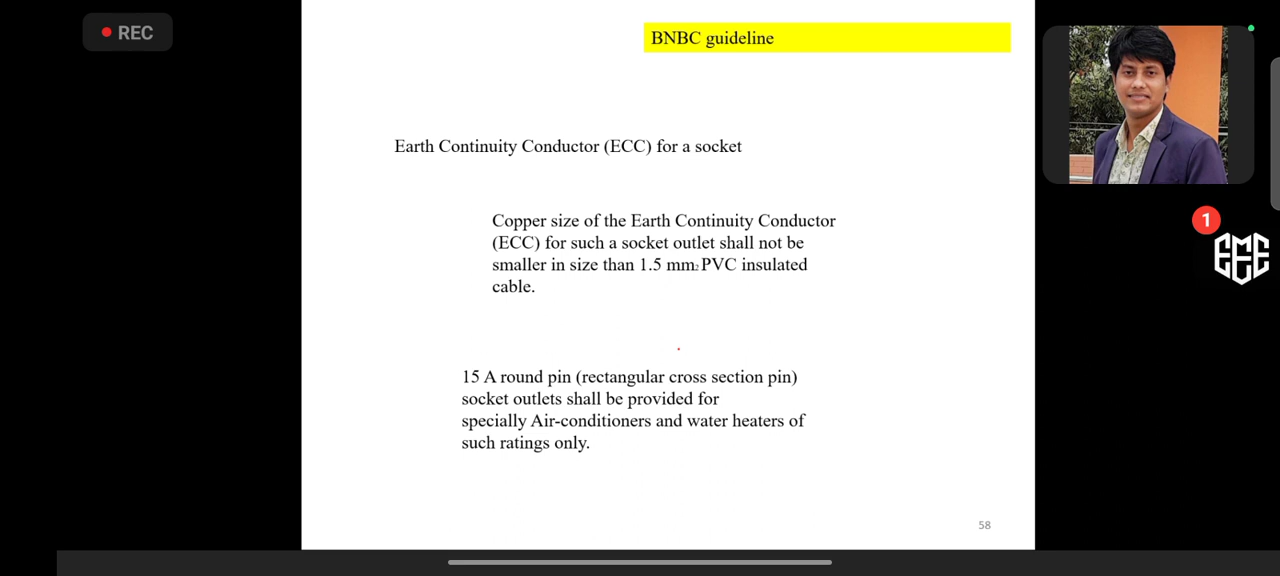 REC
BNBC guideline
Earth Continuity Conductor (ECC) for a socket
Copper size of the Earth Continuity Conductor
(ECC) for such a socket outlet shall not be
smaller in size than 1.5 mm2 PVC insulated
cable.
15 A round pin (rectangular cross section pin)
socket outlets shall be provided for
specially Air-conditioners and water heaters of
such ratings only.
58
1
EEE